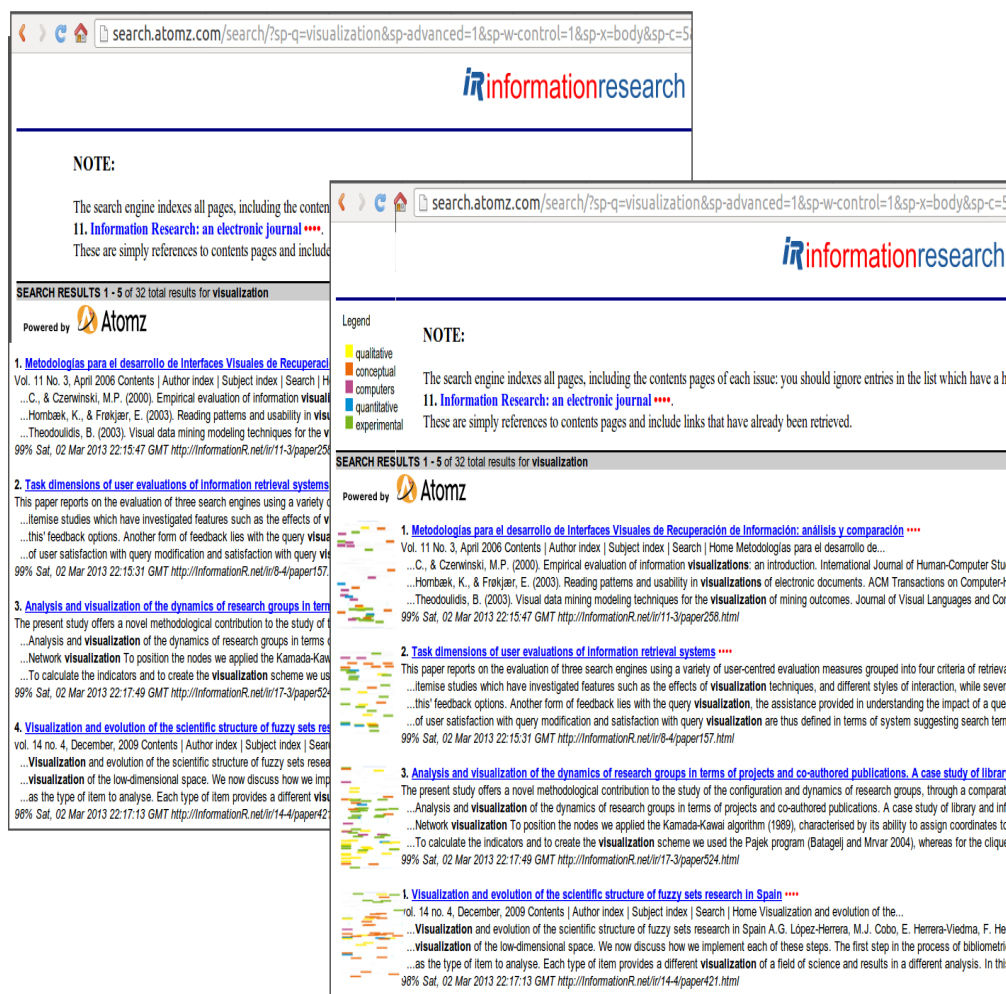 search.atomz.com/search/?sp-q=visualization&sp-advanced=1&sp-w-control=1&sp-x=body&sp-c=5
iR informationresearch
NOTE:
The search engine indexes all pages, including the conten
11. Information Research: an electronic journal ••••.
These are simply references to contents pages and include
SEARCH RESULTS 1 - 5 of 32 total results for visualization
Powered by Atomz
1. Metodologías para el desarrollo de Interfaces Visuales de Recuperaci
Vol. 11 No. 3, April 2006 Contents | Author index | Subject index | Search | H
...C., & Czerwinski, M.P. (2000). Empirical evaluation of information visuali
...Hornbæk, K., & Frøkjær, E. (2003). Reading patterns and usability in visu
...Theodoulidis, B. (2003). Visual data mining modeling techniques for the v
99% Sat, 02 Mar 2013 22:15:47 GMT http://InformationR.net/ir/11-3/paper258
2. Task dimensions of user evaluations of information retrieval systems
This paper reports on the evaluation of three search engines using a variety o
...itemise studies which have investigated features such as the effects of v
...this' feedback options. Another form of feedback lies with the query visua
...of user satisfaction with query modification and satisfaction with query vis
99% Sat, 02 Mar 2013 22:15:31 GMT http://InformationR.net/ir/8-4/paper157.
3. Analysis and visualization of the dynamics of research groups in term
The present study offers a novel methodological contribution to the study of t
...Analysis and visualization of the dynamics of research groups in terms o
...Network visualization To position the nodes we applied the Kamada-Kaw
...To calculate the indicators and to create the visualization scheme we us
99% Sat, 02 Mar 2013 22:17:49 GMT http://InformationR.net/ir/17-3/paper524
4. Visualization and evolution of the scientific structure of fuzzy sets res
vol. 14 no. 4, December, 2009 Contents | Author index | Subject index | Sear
...Visualization and evolution of the scientific structure of fuzzy sets resea
...visualization of the low-dimensional space. We now discuss how we imp
...as the type of item to analyse. Each type of item provides a different visu
98% Sat, 02 Mar 2013 22:17:13 GMT http://InformationR.net/ir/14-4/paper421
search.atomz.com/search/?sp-q=visualization&sp-advanced=1&sp-w-control=1&sp-x=body&sp-c=5
iR informationresearch
Legend
qualitative
conceptual
computers
quantitative
experimental
NOTE:
The search engine indexes all pages, including the contents pages of each issue: you should ignore entries in the list which have a h
11. Information Research: an electronic journal ••••.
These are simply references to contents pages and include links that have already been retrieved.
SEARCH RESULTS 1 - 5 of 32 total results for visualization
Powered by Atomz
1. Metodologías para el desarrollo de Interfaces Visuales de Recuperación de Información: análisis y comparación ••••
Vol. 11 No. 3, April 2006 Contents | Author index | Subject index | Search | Home Metodologías para el desarrollo de...
...C., & Czerwinski, M.P. (2000). Empirical evaluation of information visualizations: an introduction. International Journal of Human-Computer Stu
...Hornbæk, K., & Frøkjær, E. (2003). Reading patterns and usability in visualizations of electronic documents. ACM Transactions on Computer-H
...Theodoulidis, B. (2003). Visual data mining modeling techniques for the visualization of mining outcomes. Journal of Visual Languages and Con
99% Sat, 02 Mar 2013 22:15:47 GMT http://InformationR.net/ir/11-3/paper258.html
2. Task dimensions of user evaluations of information retrieval systems ••••
This paper reports on the evaluation of three search engines using a variety of user-centred evaluation measures grouped into four criteria of retrieva
...itemise studies which have investigated features such as the effects of visualization techniques, and different styles of interaction, while sever
...this' feedback options. Another form of feedback lies with the query visualization, the assistance provided in understanding the impact of a que
...of user satisfaction with query modification and satisfaction with query visualization are thus defined in terms of system suggesting search term
99% Sat, 02 Mar 2013 22:15:31 GMT http://InformationR.net/ir/8-4/paper157.html
3. Analysis and visualization of the dynamics of research groups in terms of projects and co-authored publications. A case study of librar
The present study offers a novel methodological contribution to the study of the configuration and dynamics of research groups, through a comparat
...Analysis and visualization of the dynamics of research groups in terms of projects and co-authored publications. A case study of library and inf
...Network visualization To position the nodes we applied the Kamada-Kawai algorithm (1989), characterised by its ability to assign coordinates to
...To calculate the indicators and to create the visualization scheme we used the Pajek program (Batagelj and Mrvar 2004), whereas for the clique
99% Sat, 02 Mar 2013 22:17:49 GMT http://InformationR.net/ir/17-3/paper524.html
4. Visualization and evolution of the scientific structure of fuzzy sets research in Spain ••••
vol. 14 no. 4, December, 2009 Contents | Author index | Subject index | Search | Home Visualization and evolution of the...
...Visualization and evolution of the scientific structure of fuzzy sets research in Spain A.G. López-Herrera, M.J. Cobo, E. Herrera-Viedma, F. He
...visualization of the low-dimensional space. We now discuss how we implement each of these steps. The first step in the process of bibliometri
...as the type of item to analyse. Each type of item provides a different visualization of a field of science and results in a different analysis. In this
98% Sat, 02 Mar 2013 22:17:13 GMT http://InformationR.net/ir/14-4/paper421.html